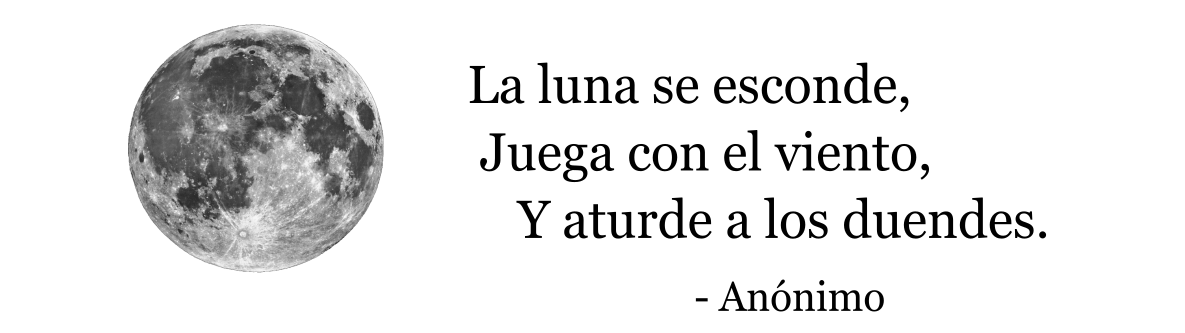 La luna se esconde,
Juega con el viento,
Y aturde a los duendes.
- Anónimo